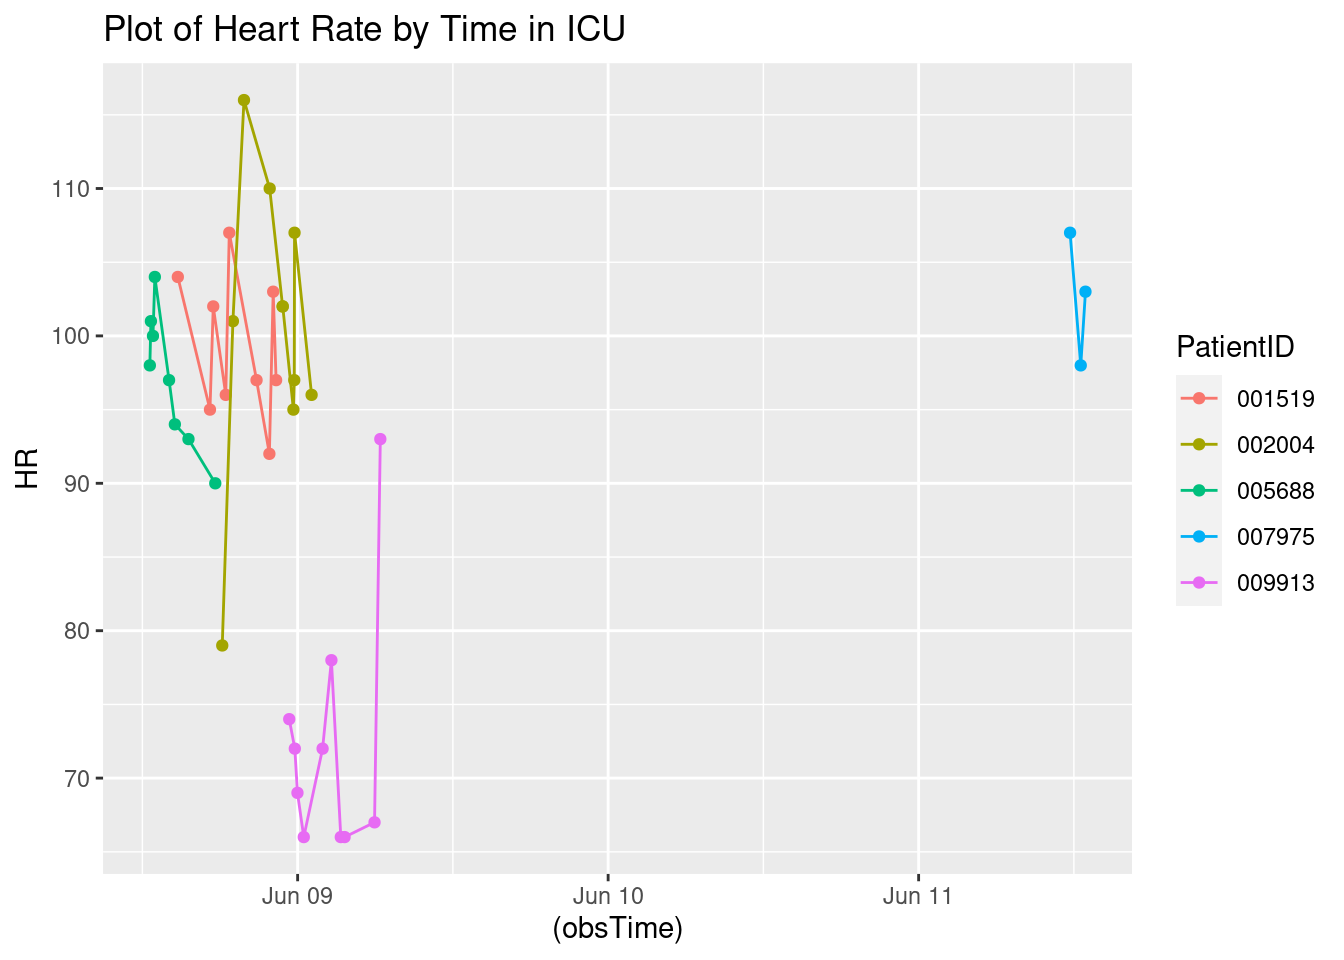 Plot of Heart Rate by Time in ICU
HR
110
100
90
80
70
Jun 09 Jun 10 Jun 11
(obsTime)
PatientID
001519
002004
005688
007975
009913